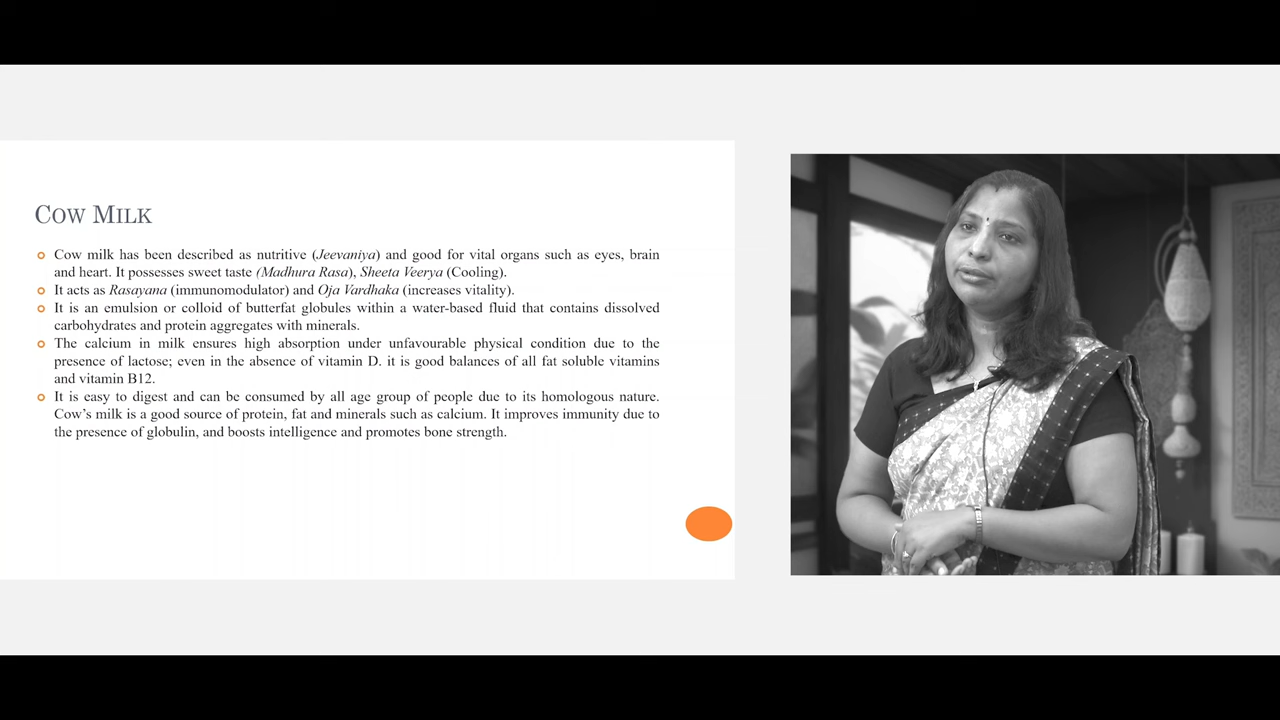 COW MILK
Cow milk has been described as nutritive (Jeevaniya) and good for vital organs such as eyes, brain
and heart. It possesses sweet taste (Madhura Rasa), Sheeta Veerya (Cooling).
It acts as Rasayana (immunomodulator) and Oja Vardhaka (increases vitality).
It is an emulsion or colloid of butterfat globules within a water-based fluid that contains dissolved
carbohydrates and protein aggregates with minerals.
The calcium in milk ensures high absorption under unfavourable physical condition due to the
presence of lactose; even in the absence of vitamin D. it is good balances of all fat soluble vitamins
and vitamin B12.
It is easy to digest and can be consumed by all age group of people due to its homologous nature.
Cow's milk is a good source of protein, fat and minerals such as calcium. It improves immunity due to
the presence of globulin, and boosts intelligence and promotes bone strength.